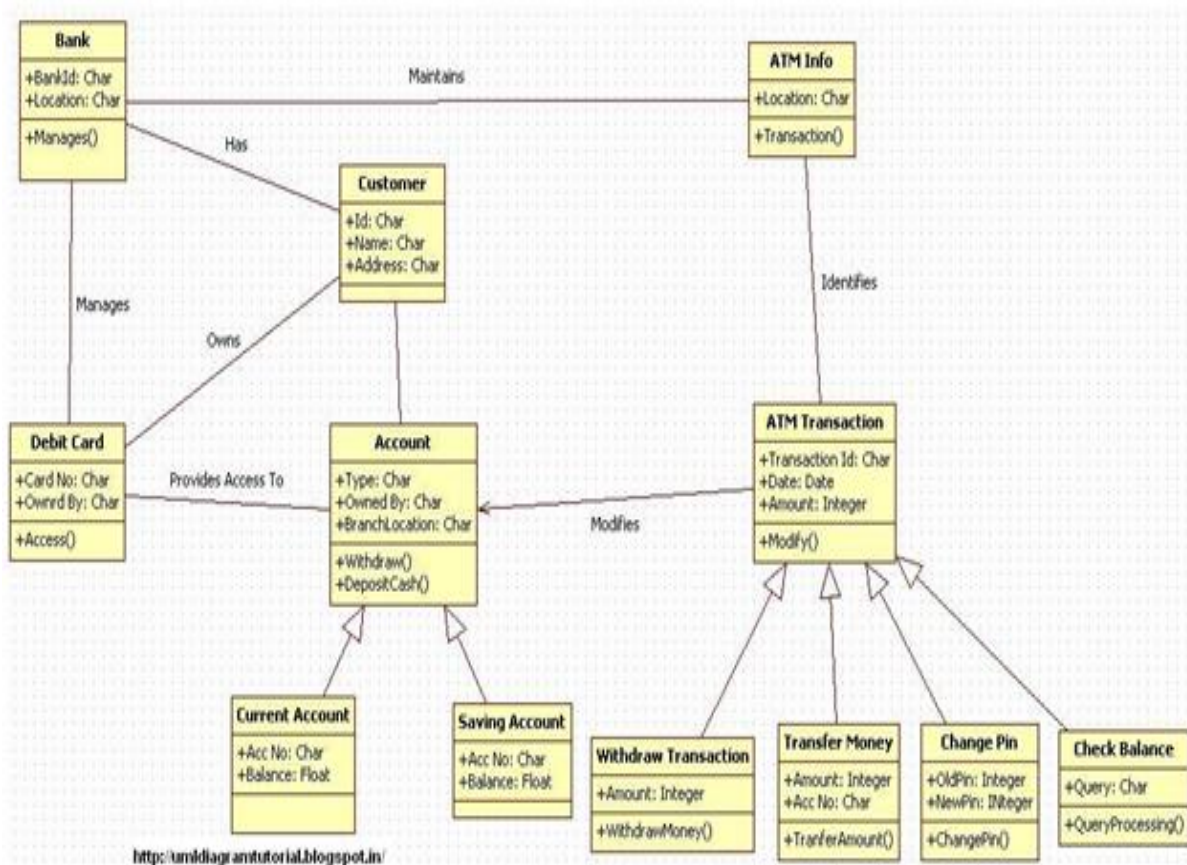 Bank
+BankId: Char
+Location: Char
+Manages()
Maintains
ATM Info
+Location: Char
+Transaction()
Has
Customer
+Id: Char
+Name: Char
+Address: Char
Manages
Owns
Identifies
Debit Card
+Card No: Char
+Ownrd By: Char
+Access()
Provides Access To
Account
+Type: Char
+Owned By: Char
+BranchLocation: Char
+Withdraw()
+DepositCash()
Modifies
ATM Transaction
+Transaction Id: Char
+Date: Date
+Amount: Integer
+Modify()
Current Account
+Acc No: Char
+Balance: Float
Saving Account
+Acc No: Char
+Balance: Float
Withdraw Transaction
+Amount: Integer
+WithdrawMoney()
Transfer Money
+Amount: Integer
+Acc No: Char
+TranferAmount()
Change Pin
+OldPin: Integer
+NewPin: INteger
+ChangePin()
Check Balance
+Query: Char
+QueryProcessing()
http://umldiagramtutorial.blogspot.in/